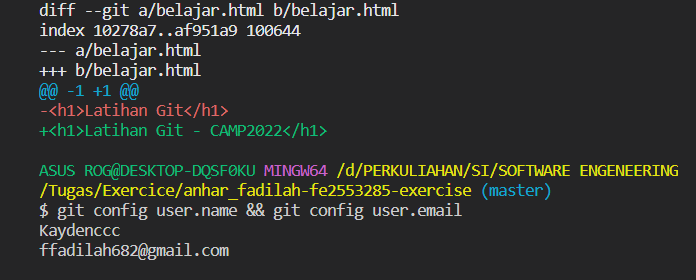 diff --git a/belajar.html b/belajar.html
index 10278a7..af951a9 100644
--- a/belajar.html
+++ b/belajar.html
@@ -1 +1 @@
-<h1>Latihan Git</h1>
+<h1>Latihan Git - CAMP2022</h1>
ASUS ROG@DESKTOP-DQSF0KU MINGW64 /d/PERKULIAHAN/SI/SOFTWARE ENGENEERING
/Tugas/Exercice/anhar_fadilah-fe2553285-exercise (master)
$ git config user.name && git config user.email
Kaydenccc
ffadilah682@gmail.com